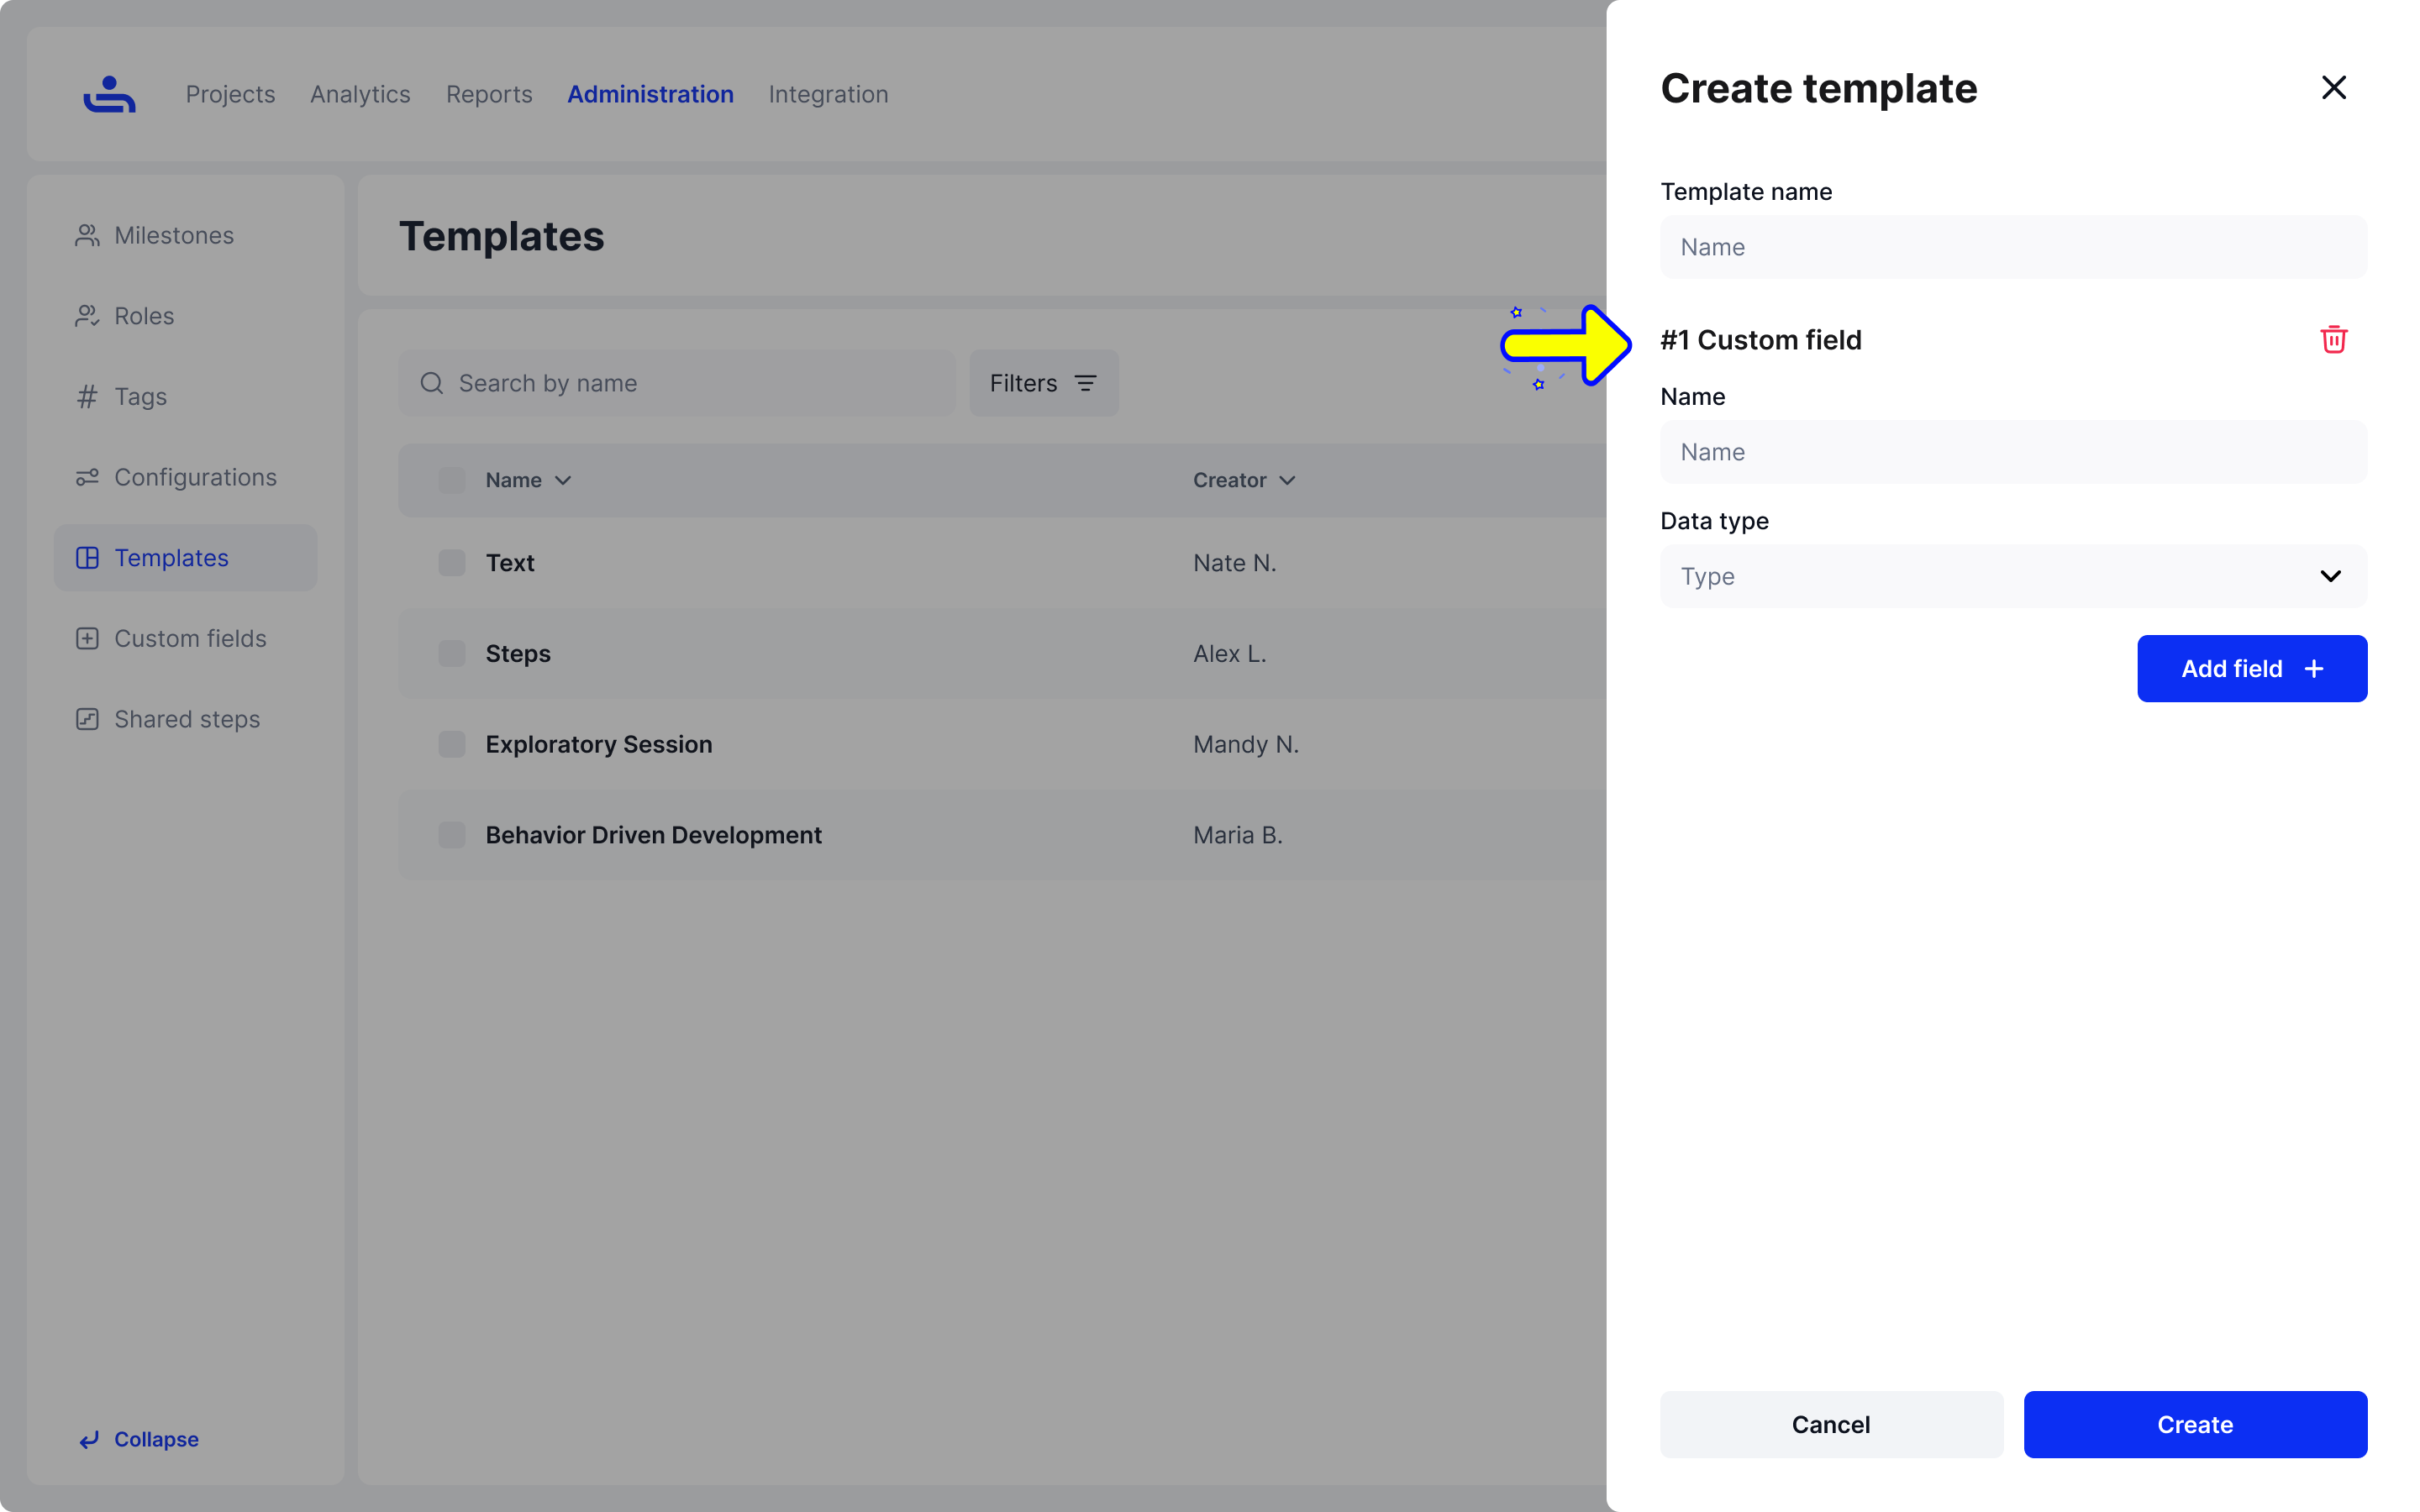 Projects Analytics Reports Administration Integration
Milestones
Roles
Tags
Configurations
Templates
Custom fields
Shared steps
Collapse
Templates
Search by name
Filters
Name Creator
Text Nate N.
Steps Alex L.
Exploratory Session Mandy N.
Behavior Driven Development Maria B.
Create template
Template name
Name
#1 Custom field
Name
Name
Data type
Type
Add field +
Cancel Create